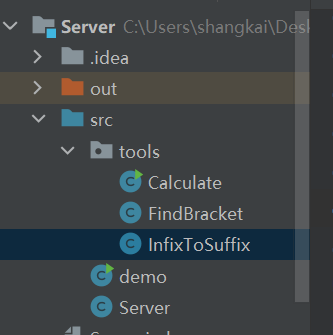 Server C:\Users\shangkai\Desk
.idea
out
src
tools
Calculate
FindBracket
InfixToSuffix
demo
Server